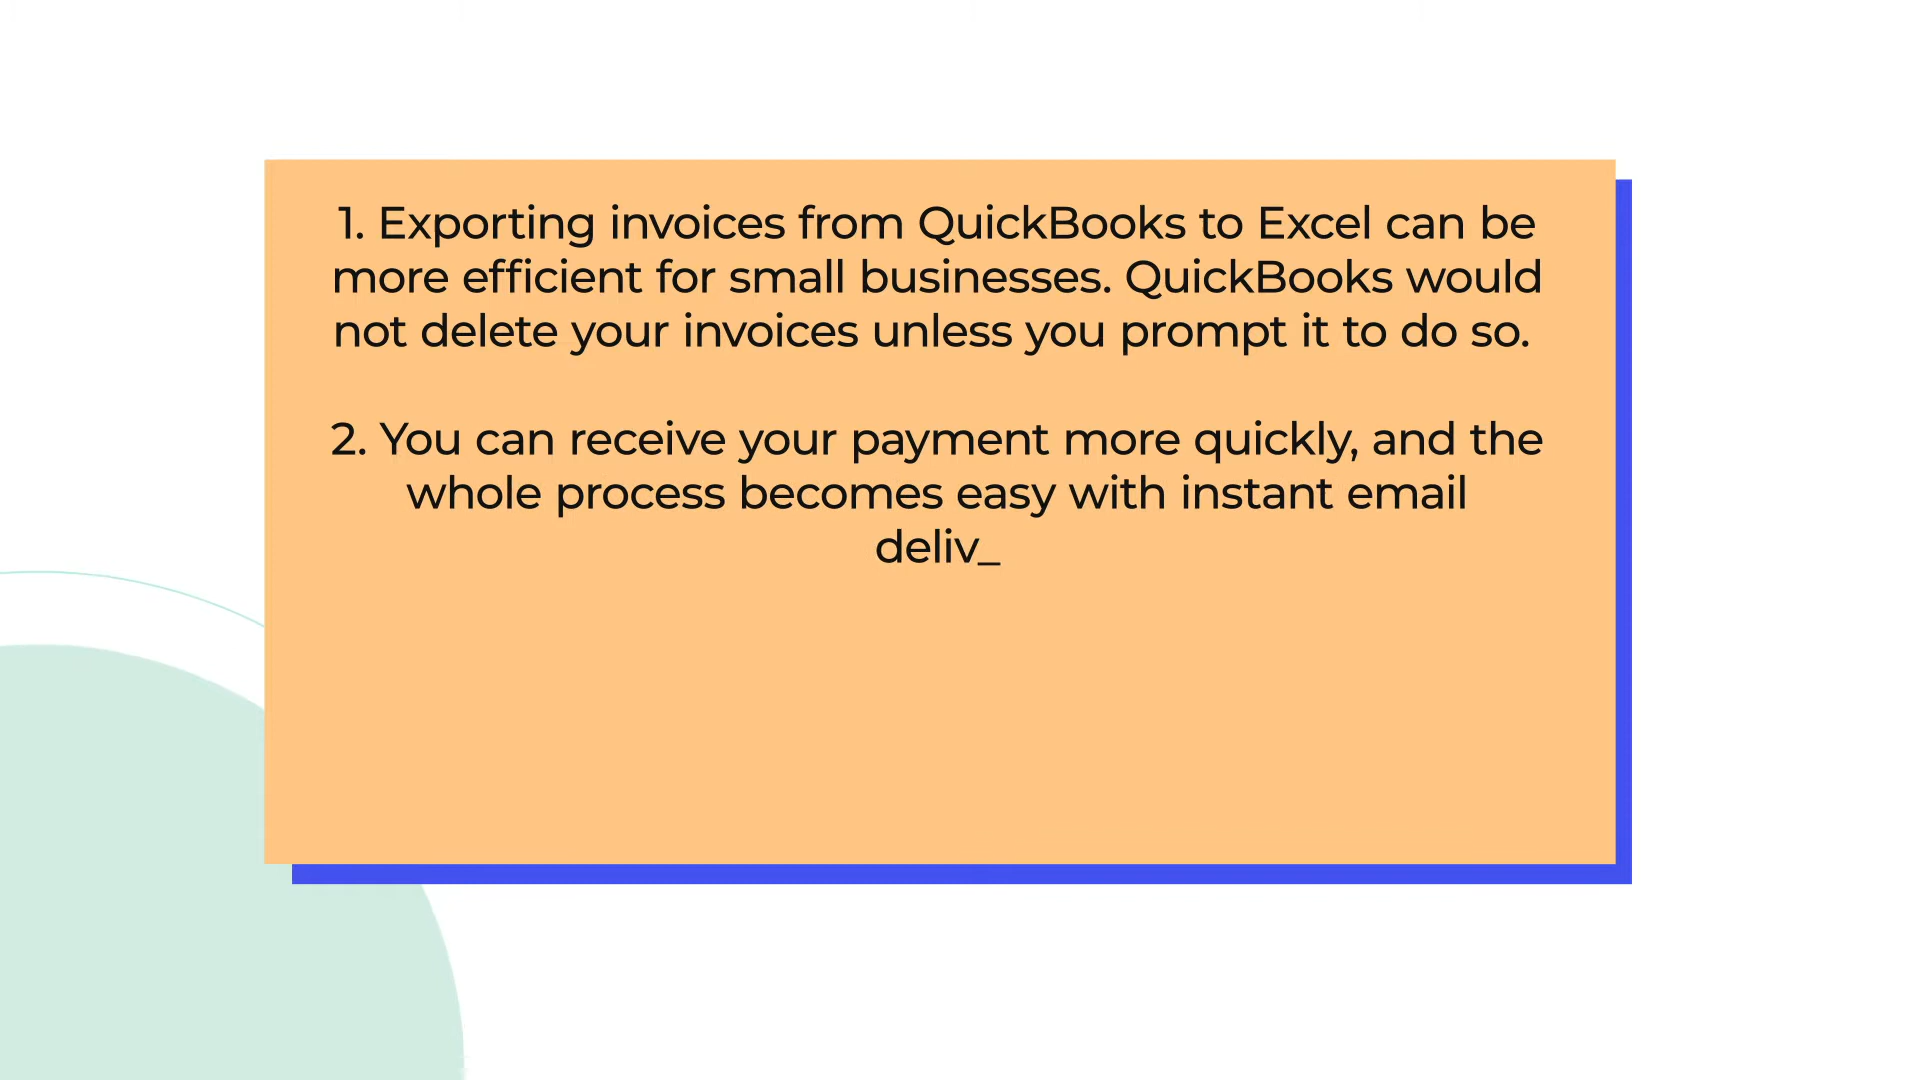 1. Exporting invoices from QuickBooks to Excel can be
more efficient for small businesses. QuickBooks would
not delete your invoices unless you prompt it to do so.
2. You can receive your payment more quickly, and the
whole process becomes easy with instant email
deliv_